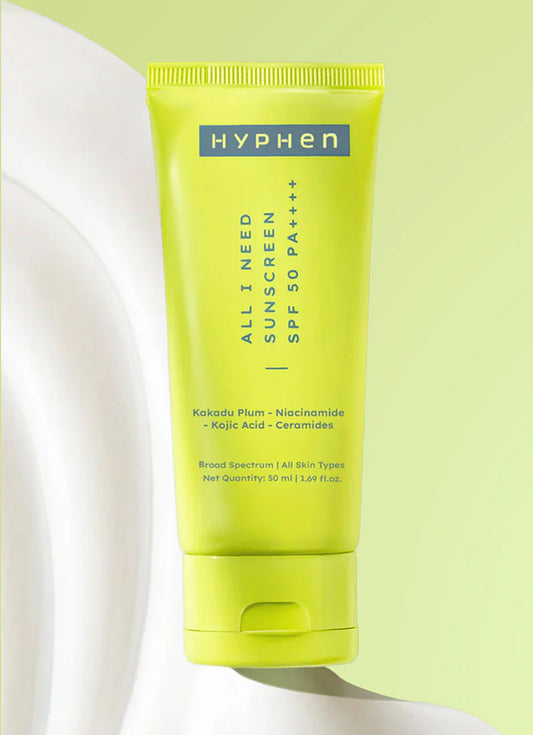 HYPHEN
ALL I NEED
SUNSCREEN
SPF 50 PA++++
Kakadu Plum - Niacinamide
- Kojic Acid - Ceramides
Broad Spectrum | All Skin Types
Net Quantity: 50 ml | 1.69 fl.oz.